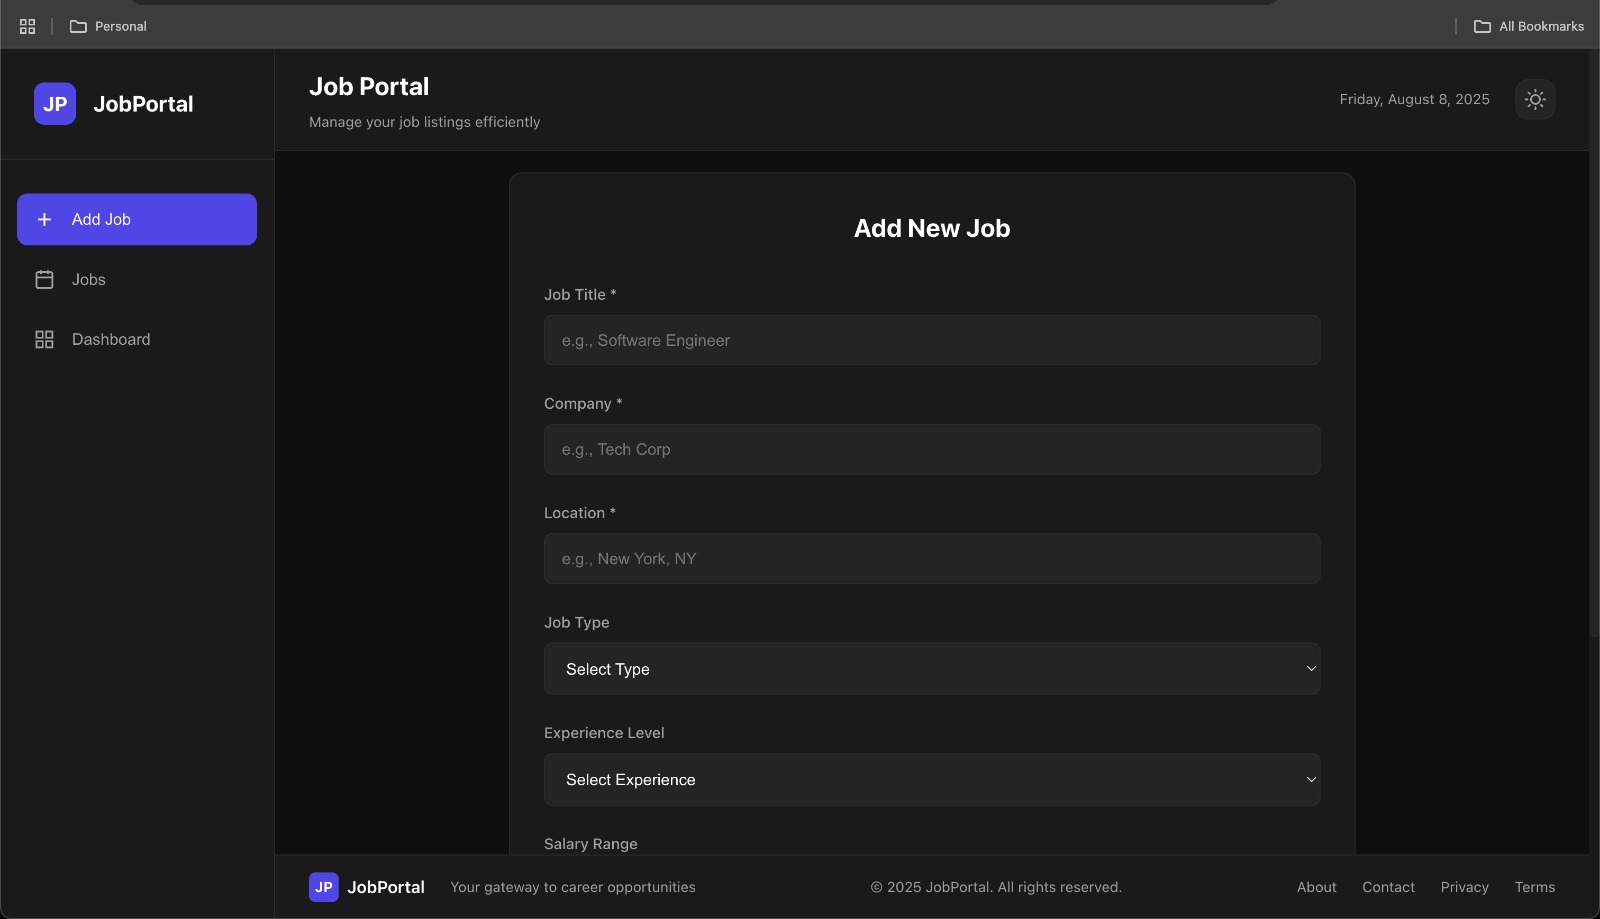 Personal
All Bookmarks
JP JobPortal
Add Job
Jobs
Dashboard
Job Portal
Manage your job listings efficiently
Friday, August 8, 2025
Add New Job
Job Title *
e.g., Software Engineer
Company *
e.g., Tech Corp
Location *
e.g., New York, NY
Job Type
Select Type
Experience Level
Select Experience
Salary Range
JP JobPortal Your gateway to career opportunities © 2025 JobPortal. All rights reserved. About Contact Privacy Terms